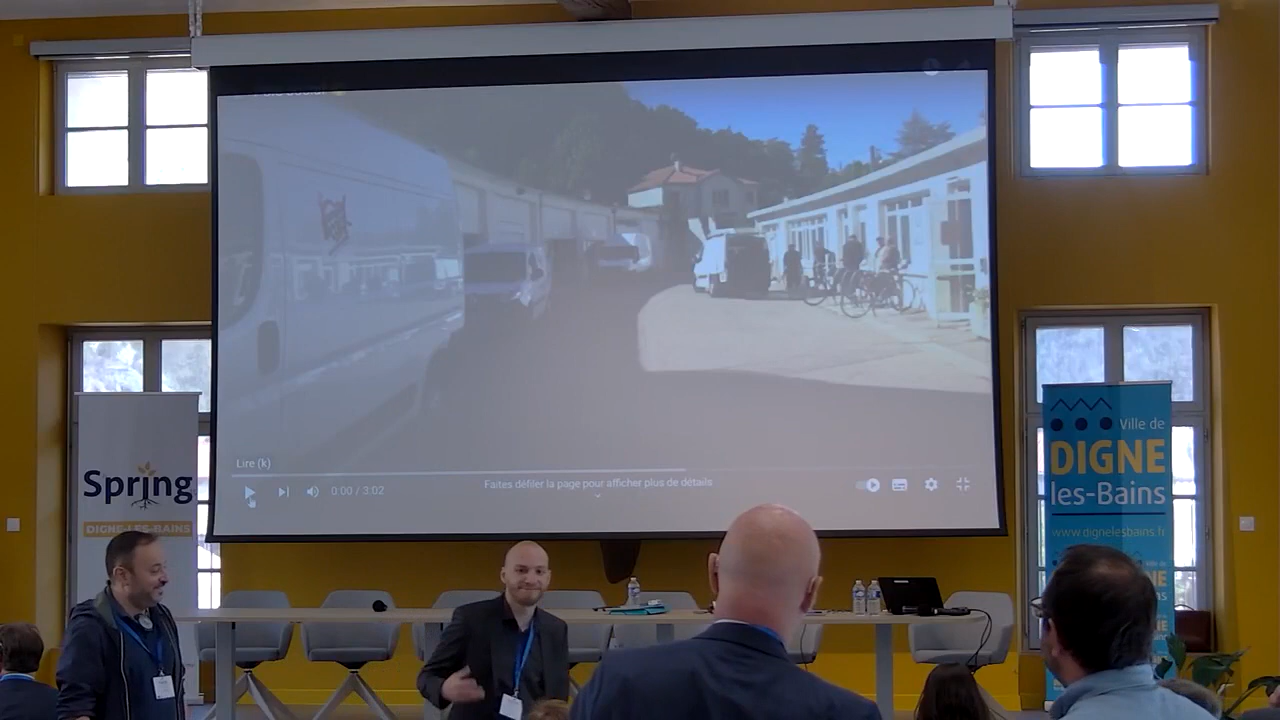 Lire (k)
0:00 / 3:02
Faites défiler la page pour afficher plus de détails
Spring
DIGNE-LES-BAINS
Ville de
DIGNE
les-Bains
www.dignelesbains.fr